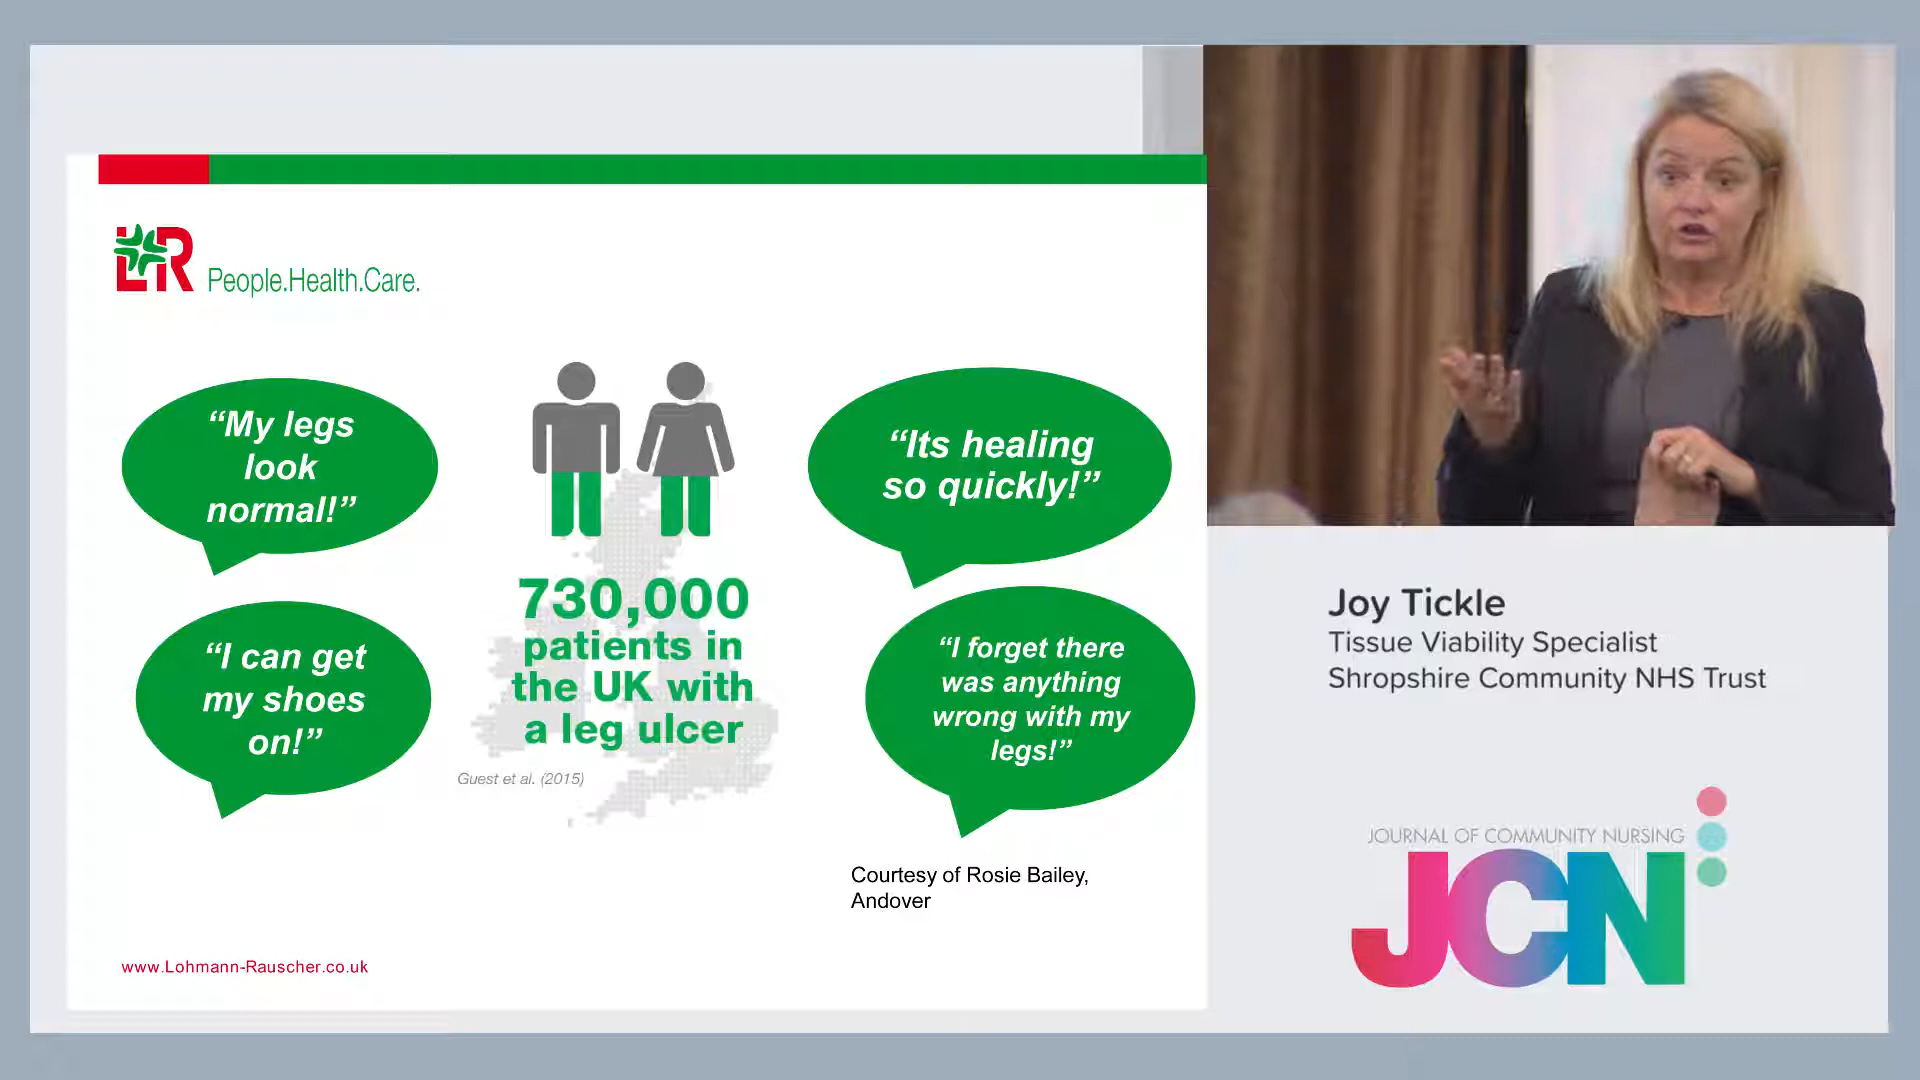 LR People.Health.Care.
“My legs
look
normal!”
“I can get
my shoes
on!”
730,000
patients in
the UK with
a leg ulcer
Guest et al. (2015)
“Its healing
so quickly!”
“I forget there
was anything
wrong with my
legs!”
Courtesy of Rosie Bailey,
Andover
www.Lohmann-Rauscher.co.uk
Joy Tickle
Tissue Viability Specialist
Shropshire Community NHS Trust
JOURNAL OF COMMUNITY NURSING
JCN